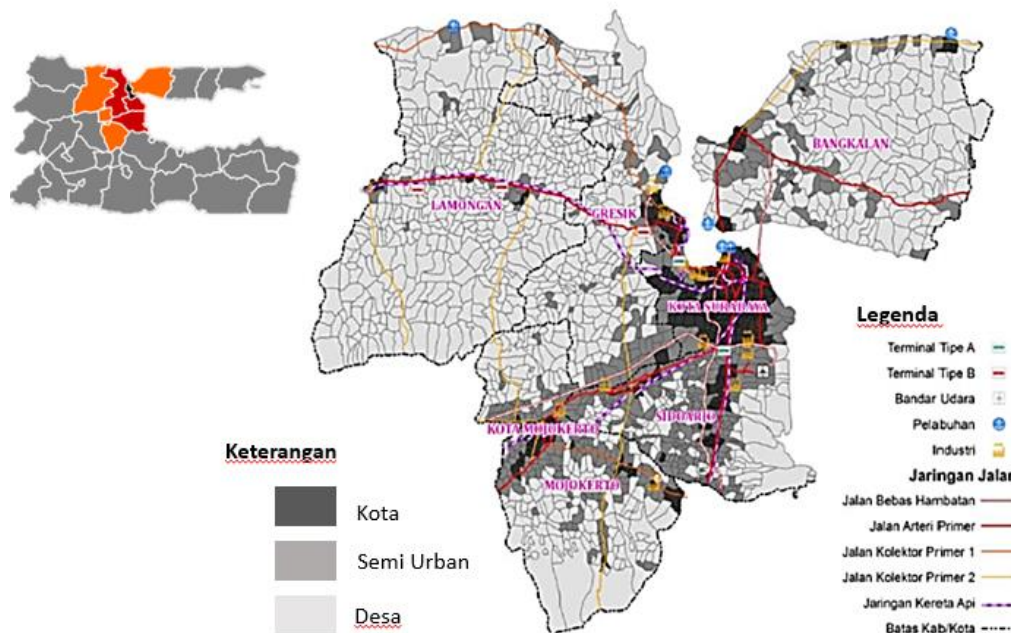 BANGKALAN
LAMONGAN
GRESIK
KOTA SURABAYA
KOTA MOJOKERTO
SIDOARJO
MOJOKERTO
Keterangan
Kota
Semi Urban
Desa
Legenda
Terminal Tipe A
Terminal Tipe B
Bandar Udara
Pelabuhan
Industri
Jaringan Jalan
Jalan Bebas Hambatan
Jalan Arteri Primer
Jalan Kolektor Primer 1
Jalan Kolektor Primer 2
Jaringan Kereta Api
Batas Kab/Kota